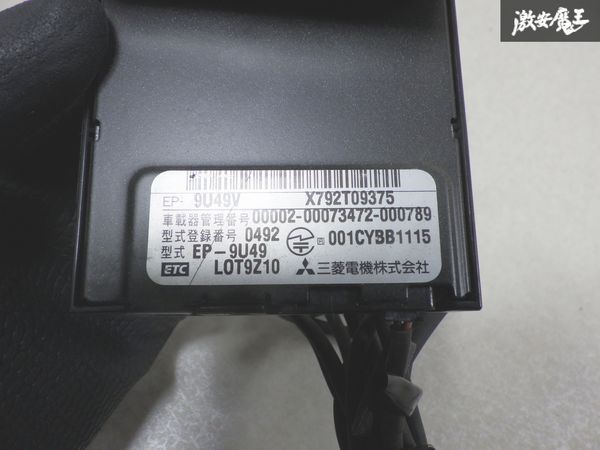 激安魔王
EP- 9U49V X792T09375
車載器管理番号 00002-00073472-000789
型式登録番号 0492 001CYBB1115
型式 EP-9U49
ETC LOT9Z10 三菱電機株式会社